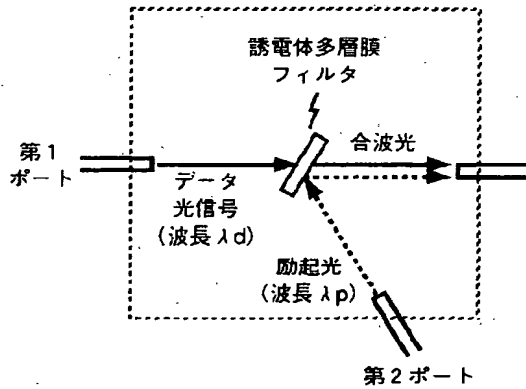 誘電体多層膜
フィルタ
合波光
第1
ポート
データ
光信号
(波長λd)
励起光
(波長λp)
第2ポート